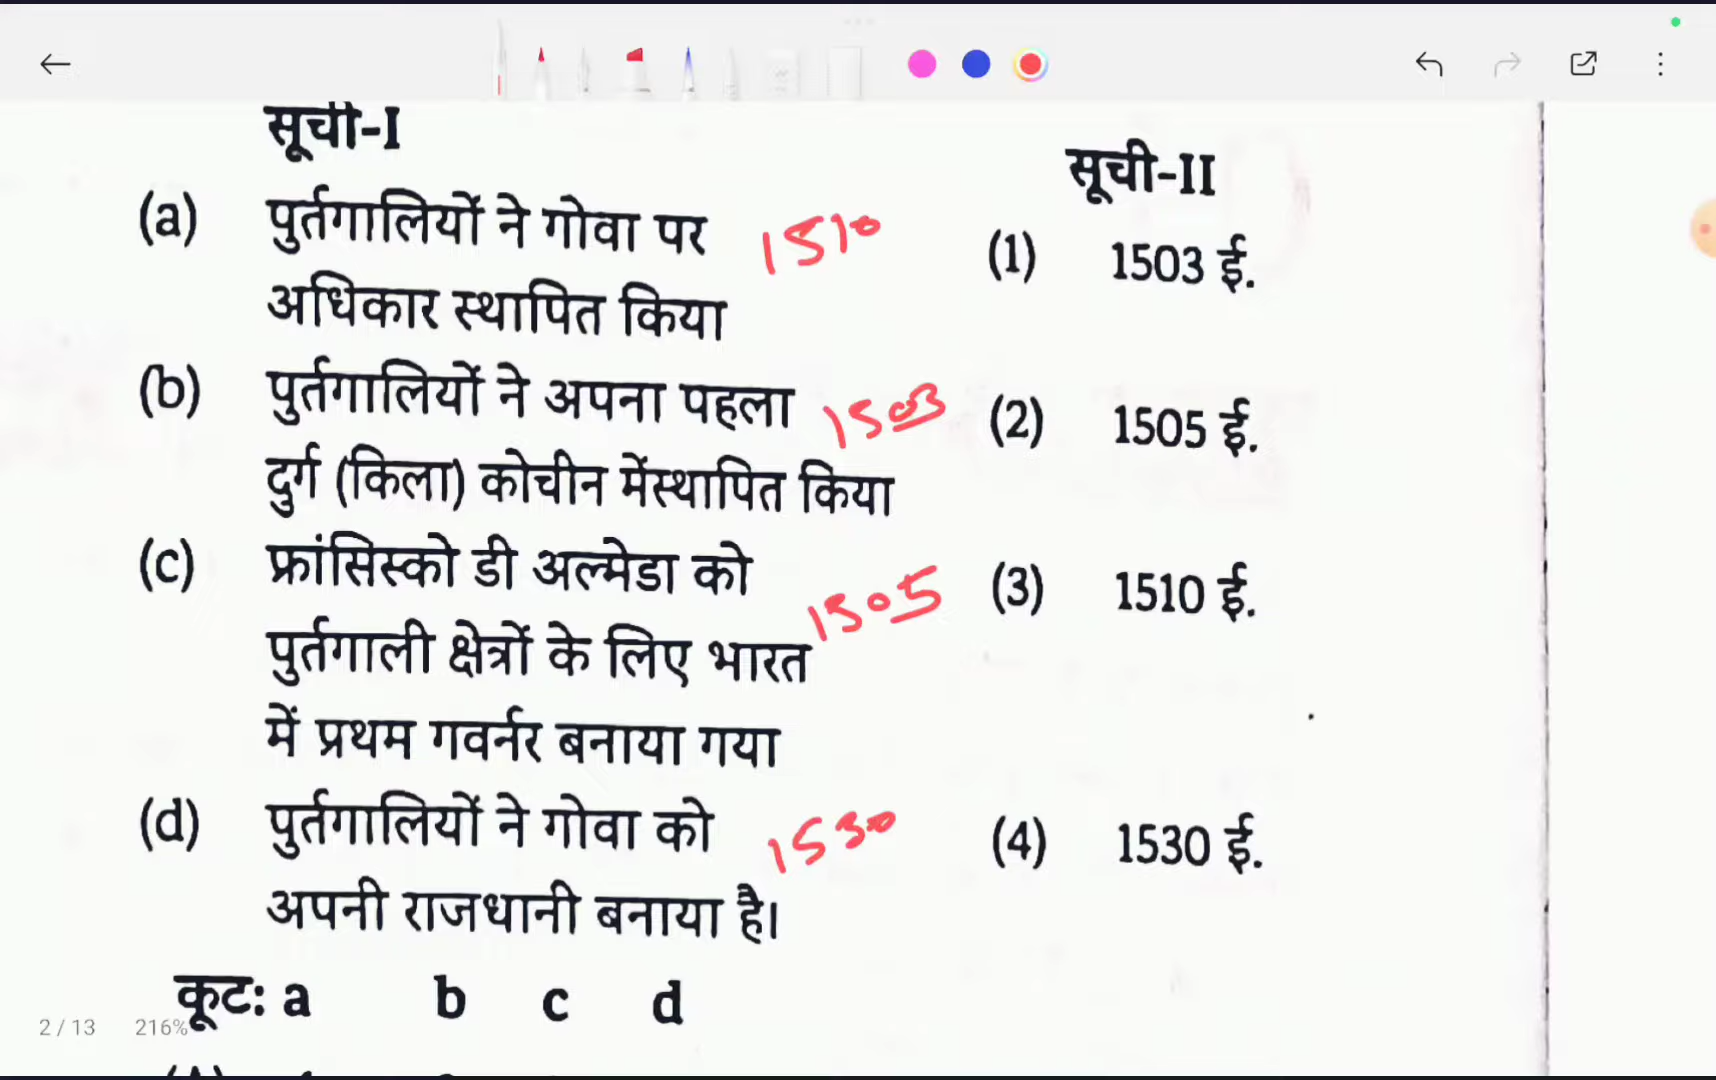 सूची-I
सूची-II
(a) पुर्तगालियों ने गोवा पर 1510 (1) 1503 ई.
अधिकार स्थापित किया
(b) पुर्तगालियों ने अपना पहला 1503 (2) 1505 ई.
दुर्ग (किला) कोचीन मेंस्थापित किया
(c) फ्रांसिस्को डी अल्मेडा को 1505 (3) 1510 ई.
पुर्तगाली क्षेत्रों के लिए भारत
में प्रथम गवर्नर बनाया गया
(d) पुर्तगालियों ने गोवा को 1530 (4) 1530 ई.
अपनी राजधानी बनाया है।
कूट: a b c d
2 / 13 216%